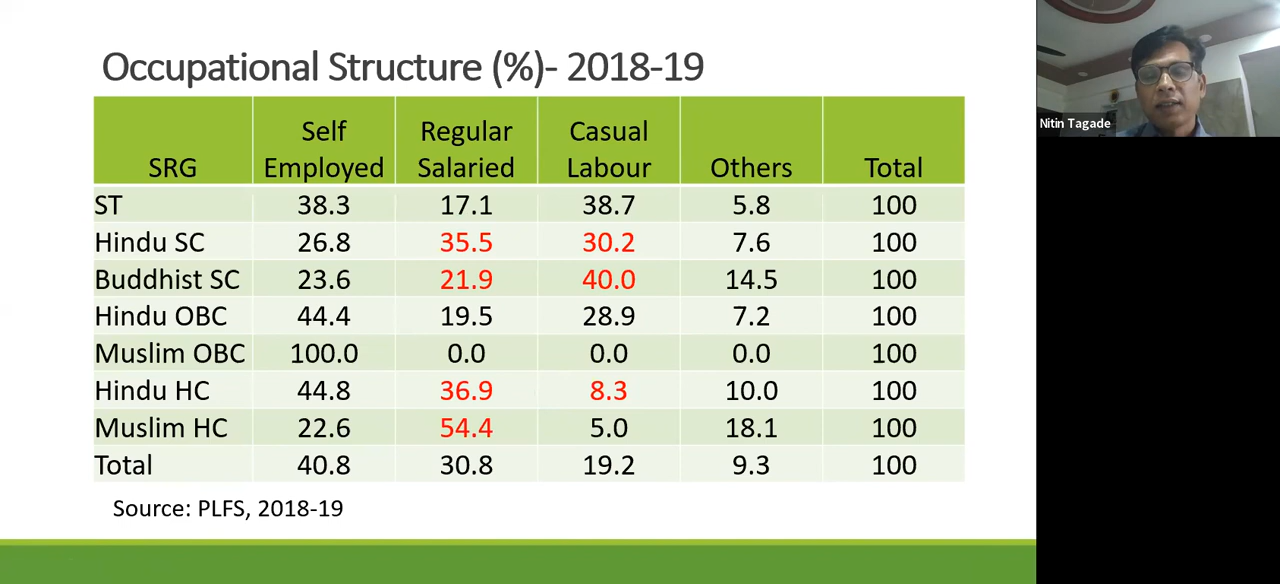 Occupational Structure (%)- 2018-19
SRG Self Employed Regular Salaried Casual Labour Others Total
ST 38.3 17.1 38.7 5.8 100
Hindu SC 26.8 35.5 30.2 7.6 100
Buddhist SC 23.6 21.9 40.0 14.5 100
Hindu OBC 44.4 19.5 28.9 7.2 100
Muslim OBC 100.0 0.0 0.0 0.0 100
Hindu HC 44.8 36.9 8.3 10.0 100
Muslim HC 22.6 54.4 5.0 18.1 100
Total 40.8 30.8 19.2 9.3 100
Source: PLFS, 2018-19
Nitin Tagade